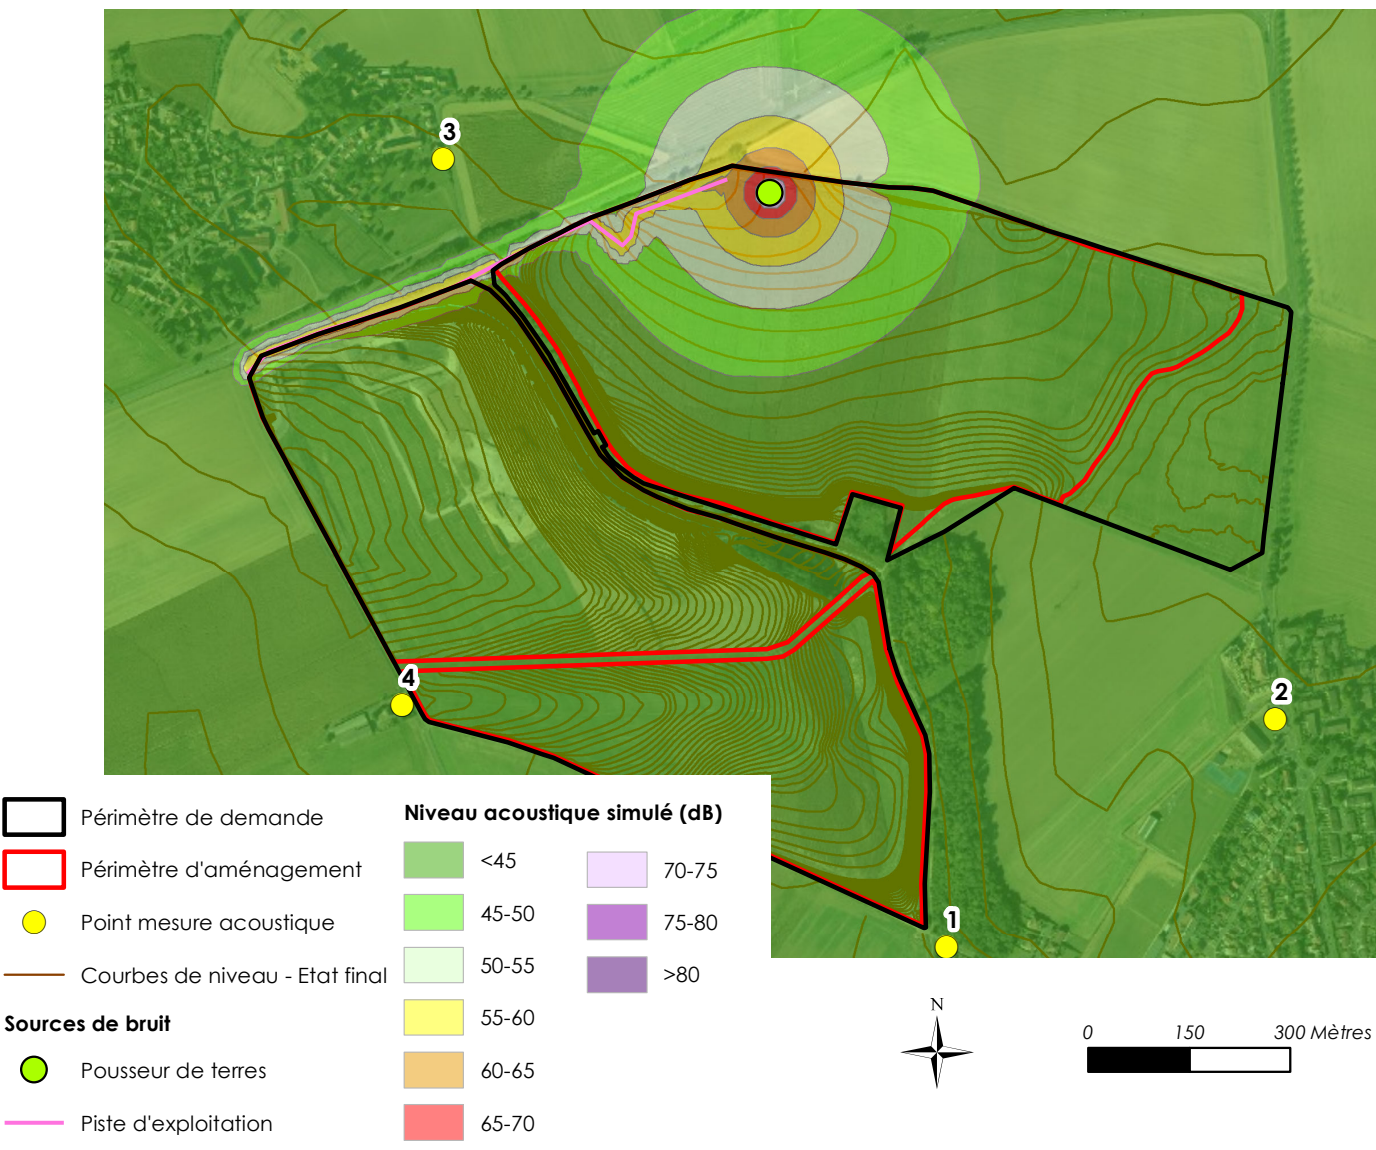 3
4
2
1
Périmètre de demande
Périmètre d'aménagement
Point mesure acoustique
Courbes de niveau - Etat final
Sources de bruit
Pousseur de terres
Piste d'exploitation
Niveau acoustique simulé (dB)
<45
45-50
50-55
55-60
60-65
65-70
70-75
75-80
>80
N
0 150 300 Mètres